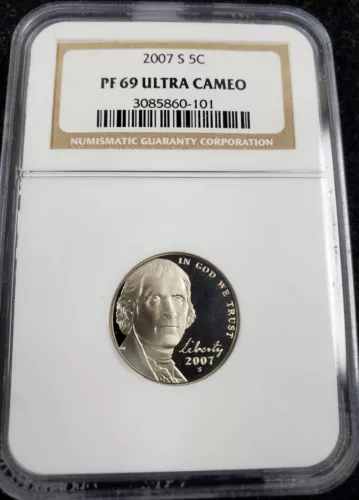 2007 S 5C
PF 69 ULTRA CAMEO
3085860-101
NUMISMATIC GUARANTY CORPORATION
IN GOD WE TRUST
Liberty
2007
S